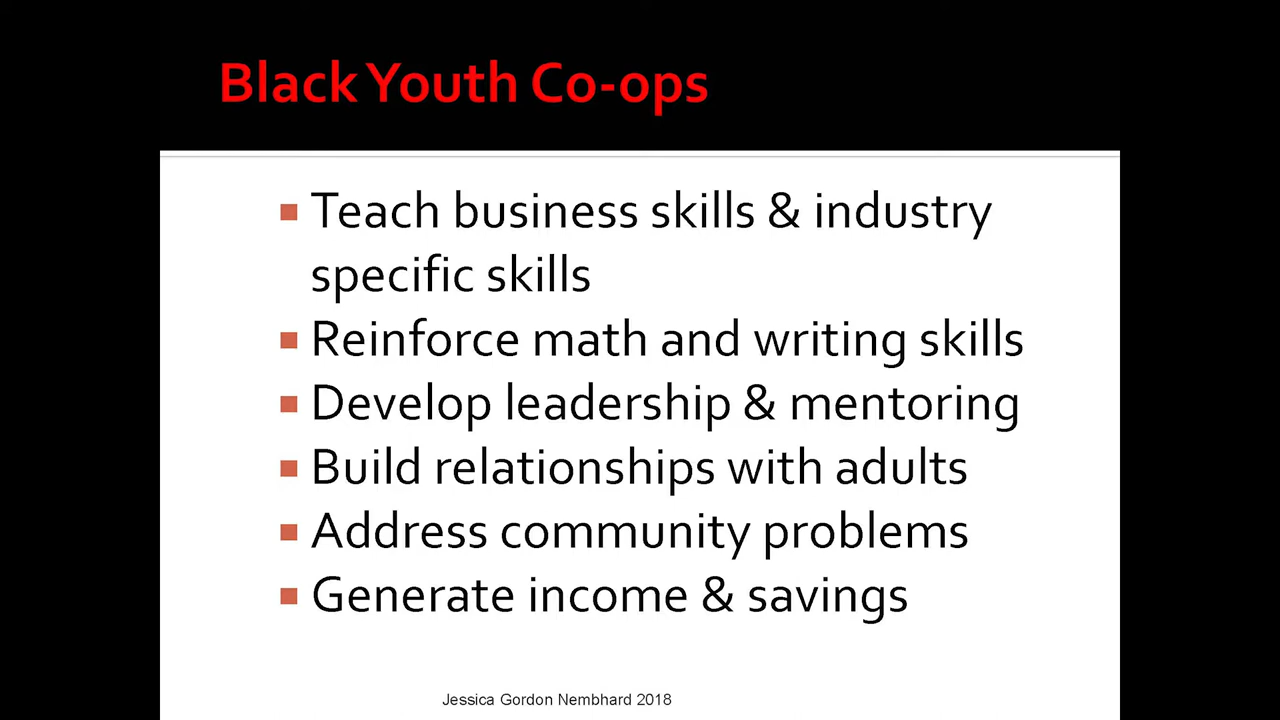 Black Youth Co-ops
▪ Teach business skills & industry
specific skills
▪ Reinforce math and writing skills
▪ Develop leadership & mentoring
▪ Build relationships with adults
▪ Address community problems
▪ Generate income & savings
Jessica Gordon Nembhard 2018